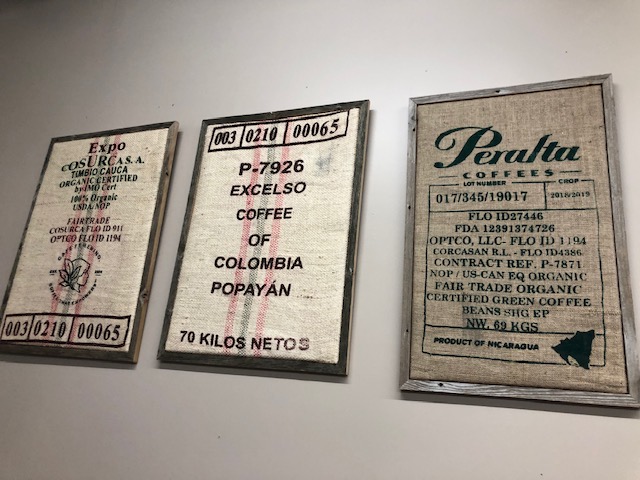 Expo
COSURCA S.A.
TIMBIO CAUCA
ORGANIC CERTIFIED
by IMO Cert
100% Organic
USDA/NOP
FAIRTRADE
COSURCA FLO ID 911
OPTCO FLO ID 1194
003 0210 00065
003 0210 00065
P-7926
EXCELSO
COFFEE
OF
COLOMBIA
POPAYÁN
70 KILOS NETOS
Peralta
COFFEES
LOT NUMBER CROP
017/345/19017 2018/2019
FLO ID27446
FDA 12391374726
OPTCO, LLC- FLO ID 1194
CORCASAN R.L. - FLO ID4386
CONTRACT REF. P-7871
NOP / US-CAN EQ ORGANIC
FAIR TRADE ORGANIC
CERTIFIED GREEN COFFEE
BEANS SHG EP
NW. 69 KGS
PRODUCT OF NICARAGUA